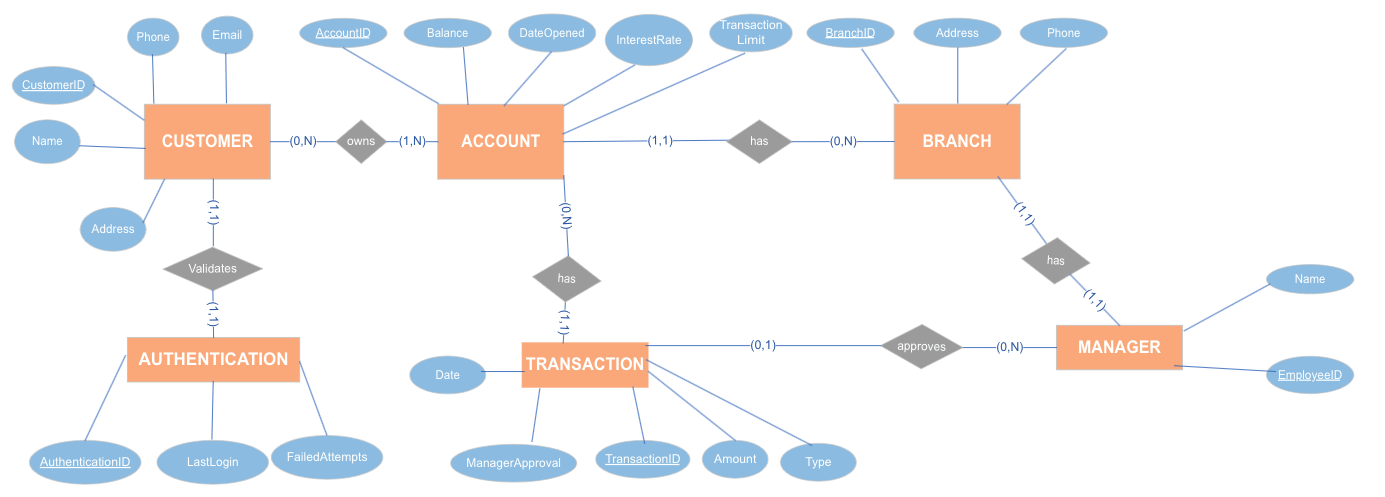 Phone
Email
AccountID
Balance
DateOpened
InterestRate
Transaction
Limit
BranchID
Address
Phone
CustomerID
Name
Address
CUSTOMER
(0,N)
owns
(1,N)
ACCOUNT
(1,1)
has
(0,N)
BRANCH
(1,1)
Validates
(1,1)
(0,N)
has
(1,1)
(1,1)
has
(1,1)
Name
AUTHENTICATION
TRANSACTION
(0,1)
approves
(0,N)
MANAGER
EmployeeID
Date
AuthenticationID
LastLogin
FailedAttempts
ManagerApproval
TransactionID
Amount
Type